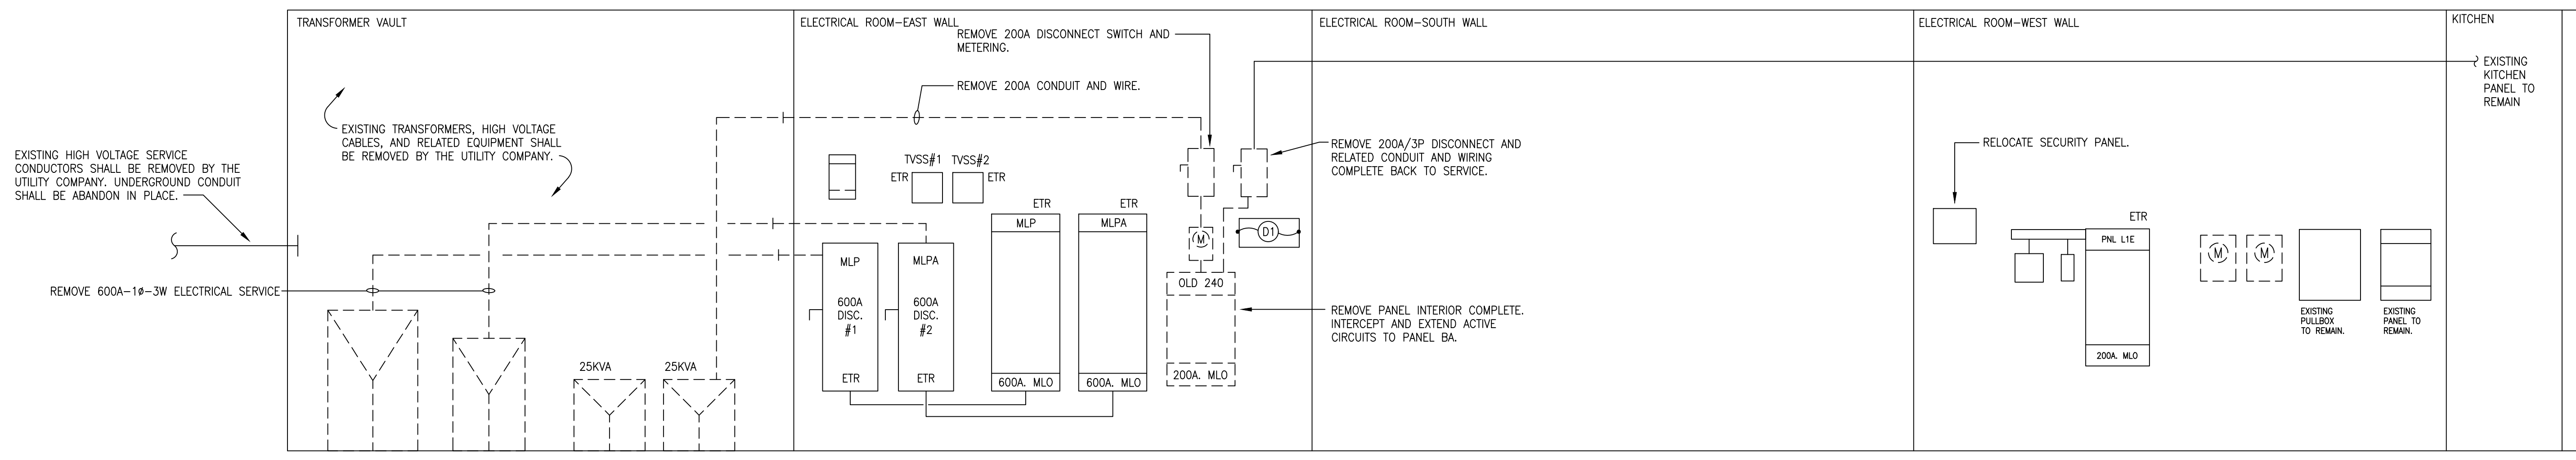 TRANSFORMER VAULT
EXISTING TRANSFORMERS, HIGH VOLTAGE
CABLES, AND RELATED EQUIPMENT SHALL
BE REMOVED BY THE UTILITY COMPANY.
EXISTING HIGH VOLTAGE SERVICE
CONDUCTORS SHALL BE REMOVED BY THE
UTILITY COMPANY. UNDERGROUND CONDUIT
SHALL BE ABANDON IN PLACE.
REMOVE 600A-1ø-3W ELECTRICAL SERVICE
25KVA
25KVA
ELECTRICAL ROOM-EAST WALL
REMOVE 200A DISCONNECT SWITCH AND
METERING.
REMOVE 200A CONDUIT AND WIRE.
TVSS#1
TVSS#2
ETR
ETR
MLP
600A
DISC.
#1
ETR
MLPA
600A
DISC.
#2
ETR
ETR
MLP
600A. MLO
ETR
MLPA
600A. MLO
M
D1
OLD 240
200A. MLO
ELECTRICAL ROOM-SOUTH WALL
REMOVE 200A/3P DISCONNECT AND
RELATED CONDUIT AND WIRING
COMPLETE BACK TO SERVICE.
REMOVE PANEL INTERIOR COMPLETE.
INTERCEPT AND EXTEND ACTIVE
CIRCUITS TO PANEL BA.
ELECTRICAL ROOM-WEST WALL
RELOCATE SECURITY PANEL.
ETR
PNL L1E
200A. MLO
M
M
EXISTING
PULLBOX
TO REMAIN.
EXISTING
PANEL TO
REMAIN.
KITCHEN
EXISTING
KITCHEN
PANEL TO
REMAIN